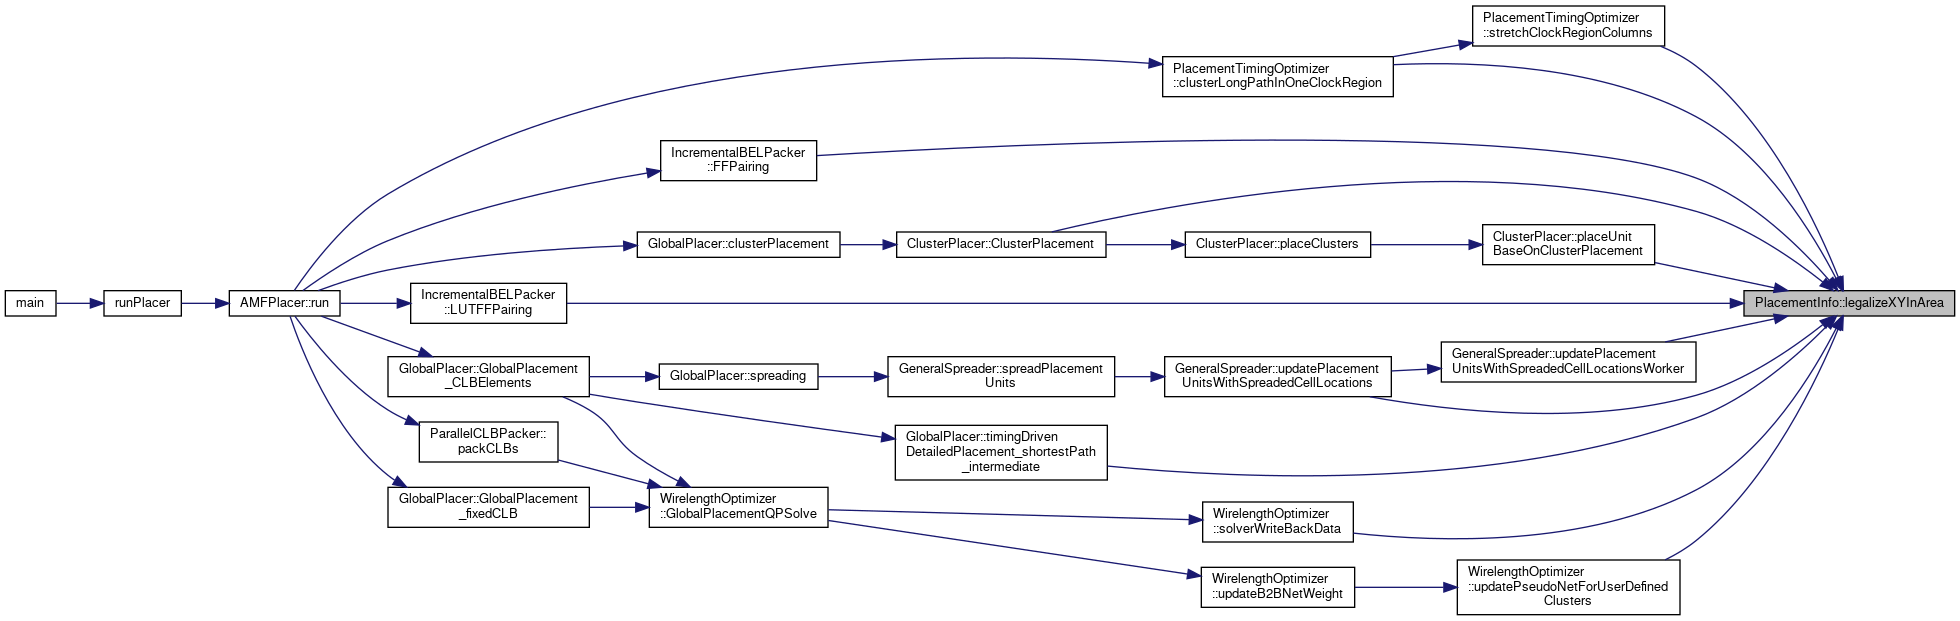 PlacementTimingOptimizer
::stretchClockRegionColumns
PlacementTimingOptimizer
::clusterLongPathInOneClockRegion
IncrementalBELPacker
::FFPairing
GlobalPlacer::clusterPlacement
ClusterPlacer::ClusterPlacement
ClusterPlacer::placeClusters
ClusterPlacer::placeUnit
BaseOnClusterPlacement
main
runPlacer
AMFPlacer::run
IncrementalBELPacker
::LUTFFPairing
PlacementInfo::legalizeXYInArea
GlobalPlacer::GlobalPlacement
_CLBElements
GlobalPlacer::spreading
GeneralSpreader::spreadPlacement
Units
GeneralSpreader::updatePlacement
UnitsWithSpreadedCellLocations
GeneralSpreader::updatePlacement
UnitsWithSpreadedCellLocationsWorker
ParallelCLBPacker::
packCLBs
GlobalPlacer::timingDriven
DetailedPlacement_shortestPath
_intermediate
GlobalPlacer::GlobalPlacement
_fixedCLB
WirelengthOptimizer
::GlobalPlacementQPSolve
WirelengthOptimizer
::solverWriteBackData
WirelengthOptimizer
::updateB2BNetWeight
WirelengthOptimizer
::updatePseudoNetForUserDefined
Clusters